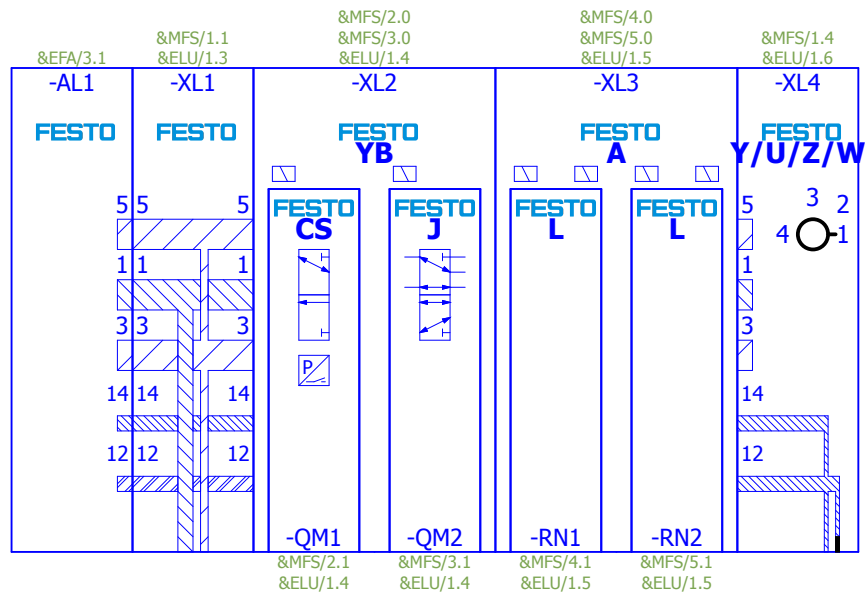 &MFS/2.0
&MFS/4.0
&MFS/1.1
&MFS/3.0
&MFS/5.0
&MFS/1.4
&EFA/3.1
&ELU/1.3
&ELU/1.4
&ELU/1.5
&ELU/1.6
-AL1
-XL1
-XL2
-XL3
-XL4
FESTO
FESTO
FESTO
FESTO
FESTO
YB
A
Y/U/Z/W
FESTO
FESTO
FESTO
FESTO
CS
J
L
L
5
5
5
5
3
2
4
1
1
1
1
1
3
3
3
3
P
14
14
14
14
12
12
12
12
-QM1
-QM2
-RN1
-RN2
&MFS/2.1
&MFS/3.1
&MFS/4.1
&MFS/5.1
&ELU/1.4
&ELU/1.4
&ELU/1.5
&ELU/1.5